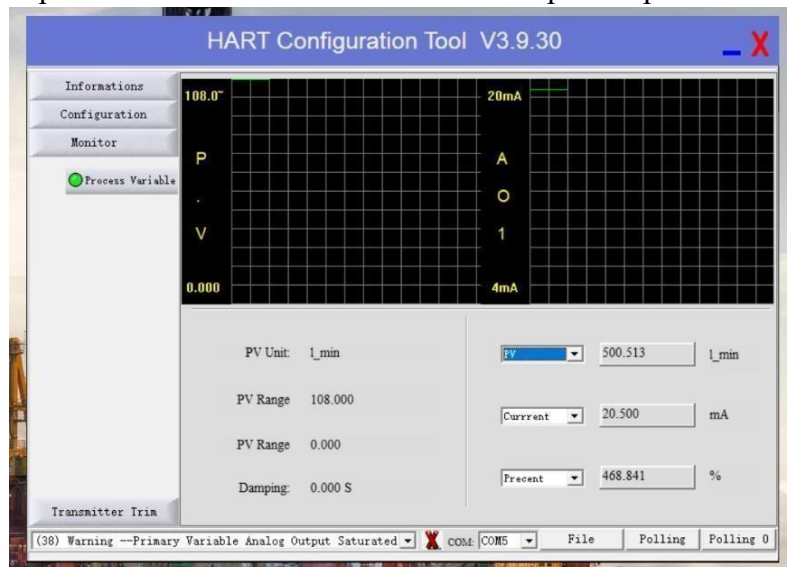 HART Configuration Tool V3.9.30
X
Informations
Configuration
Monitor
Process Variable
Transmitter Trim
108.0~
P
.
V
0.000
20mA
A
O
1
4mA
PV Unit: l_min
PV Range 108.000
PV Range 0.000
Damping: 0.000 S
PV 500.513 l_min
Currrent 20.500 mA
Precent 468.841 %
(38) Warning --Primary Variable Analog Output Saturated X COM: COM5 File Polling Polling 0